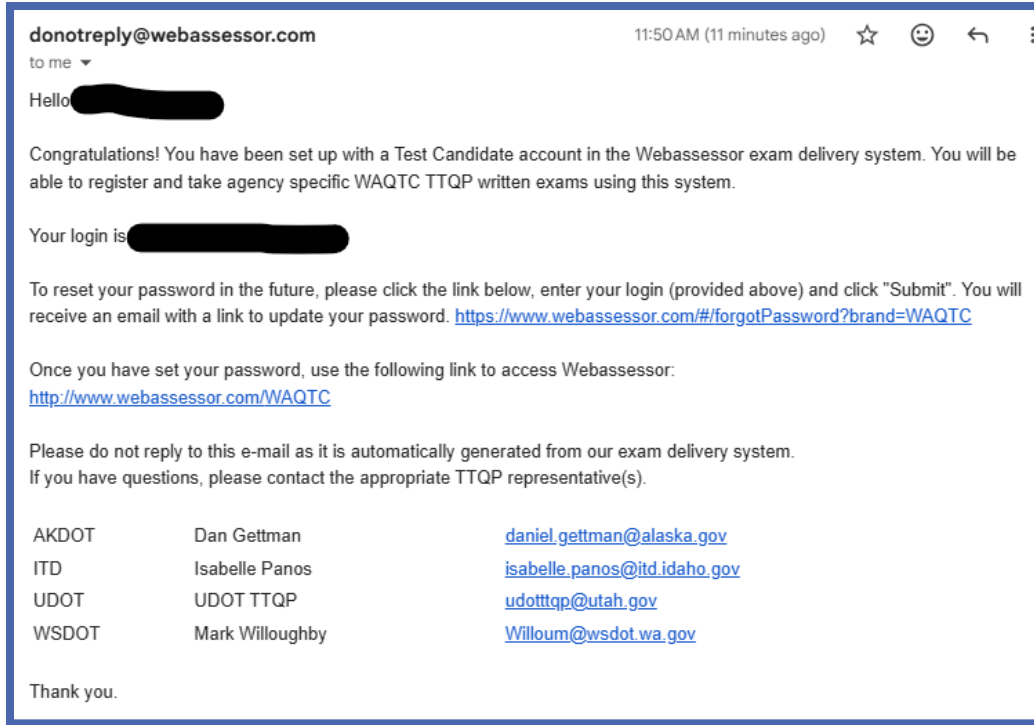 donotreply@webassessor.com 11:50 AM (11 minutes ago)
to me
Hello
Congratulations! You have been set up with a Test Candidate account in the Webassessor exam delivery system. You will be
able to register and take agency specific WAQTC TTQP written exams using this system.
Your login is
To reset your password in the future, please click the link below, enter your login (provided above) and click "Submit". You will
receive an email with a link to update your password. https://www.webassessor.com/#/forgotPassword?brand=WAQTC
Once you have set your password, use the following link to access Webassessor:
http://www.webassessor.com/WAQTC
Please do not reply to this e-mail as it is automatically generated from our exam delivery system.
If you have questions, please contact the appropriate TTQP representative(s).
AKDOT Dan Gettman daniel.gettman@alaska.gov
ITD Isabelle Panos isabelle.panos@itd.idaho.gov
UDOT UDOT TTQP udotttqp@utah.gov
WSDOT Mark Willoughby Willoum@wsdot.wa.gov
Thank you.